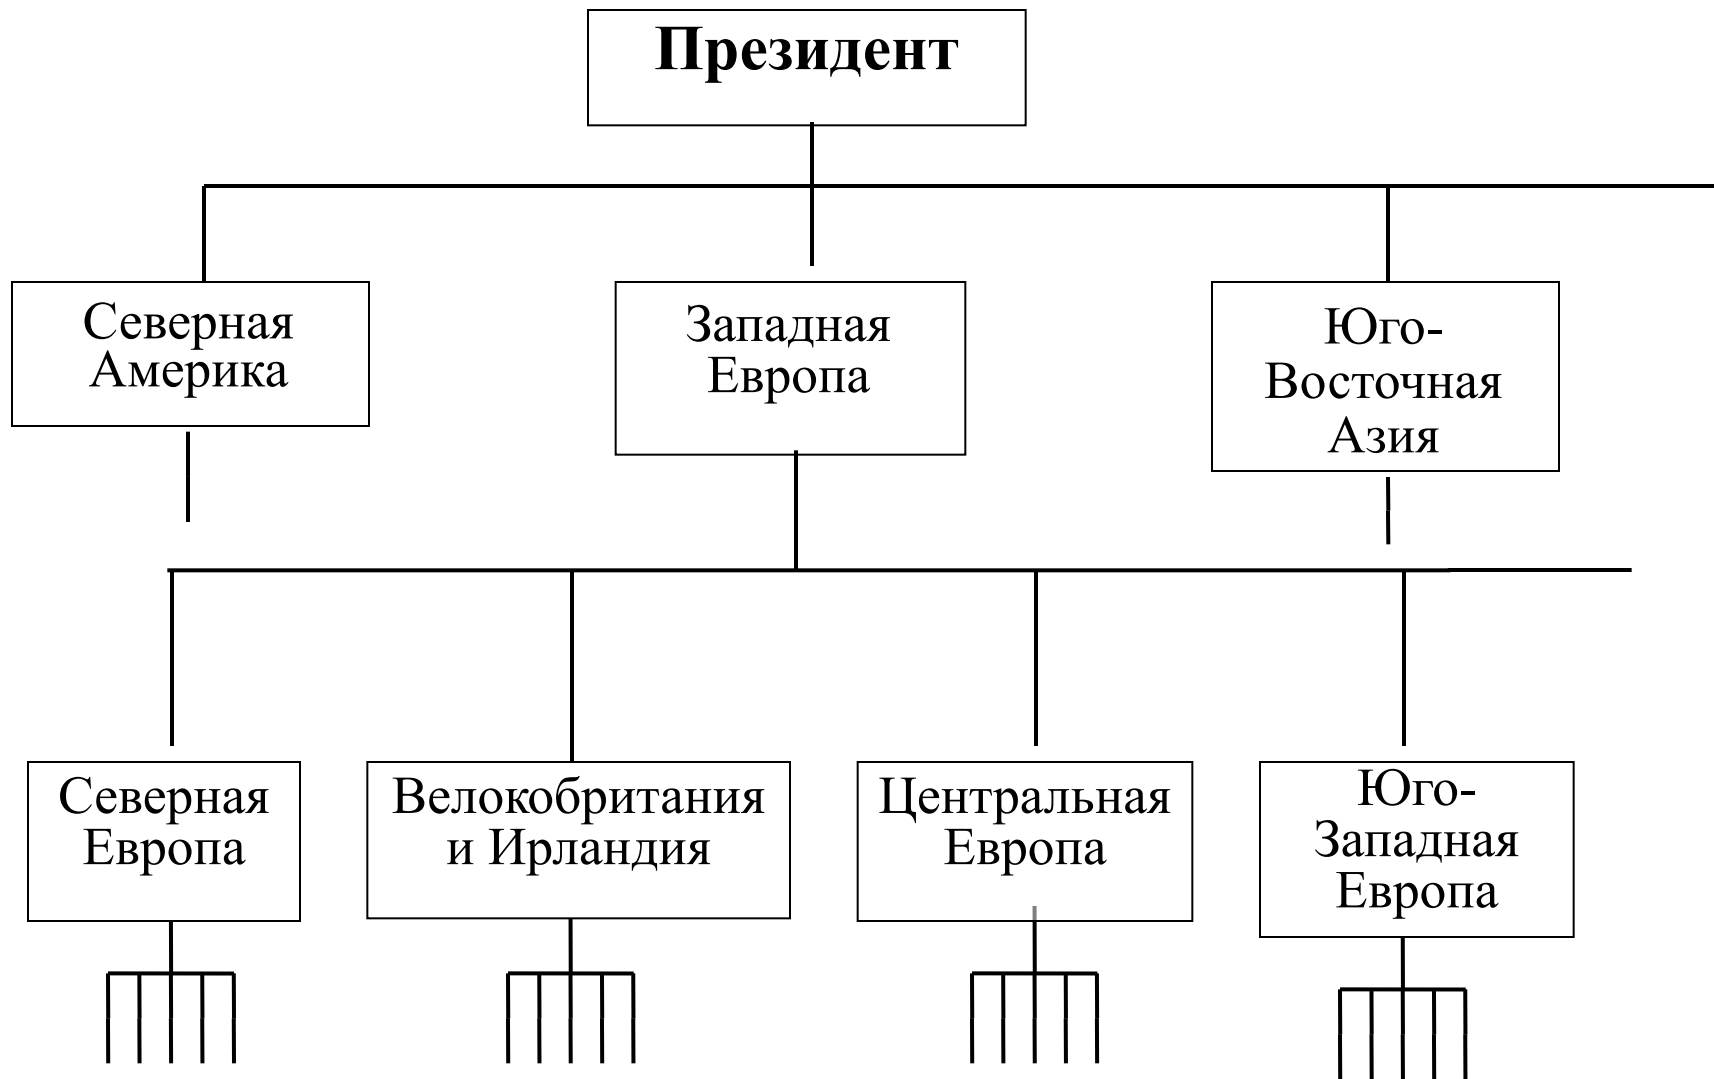 Президент
Северная
Америка
Западная
Европа
Юго-
Восточная
Азия
Северная
Европа
Велокобритания
и Ирландия
Центральная
Европа
Юго-
Западная
Европа